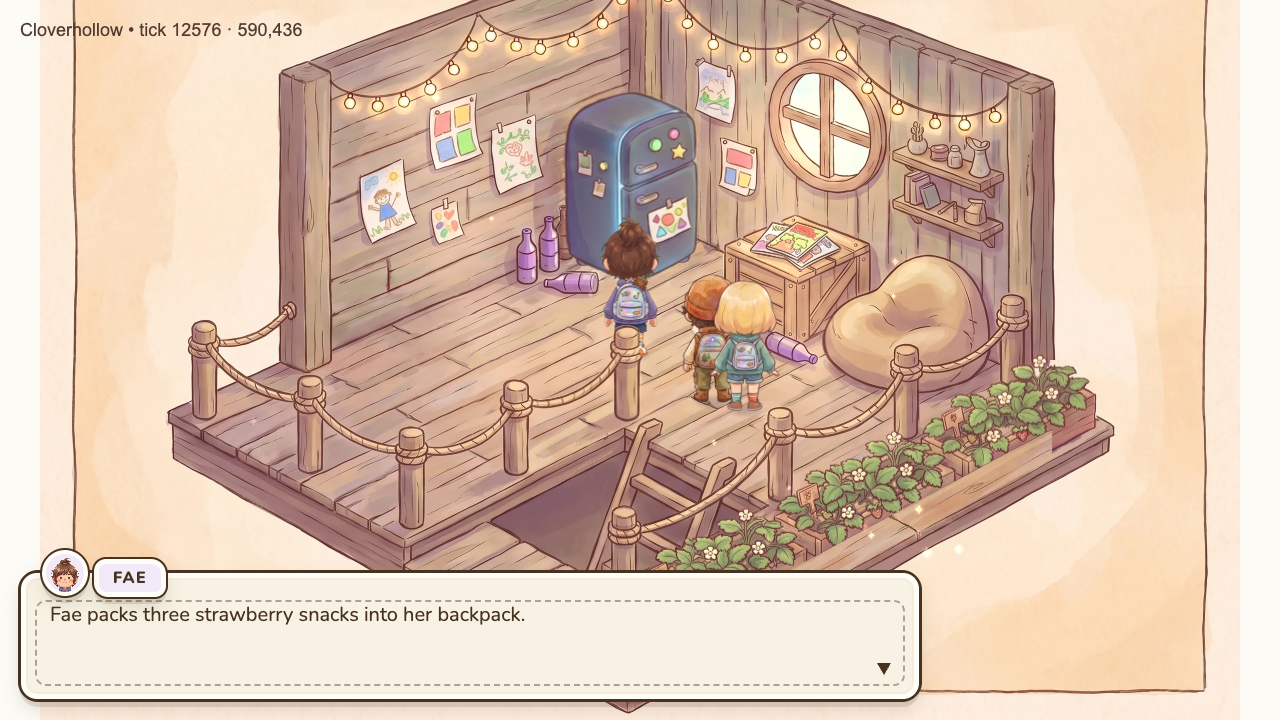 Cloverhollow • tick 12576 · 590,436
FAE
Fae packs three strawberry snacks into her backpack.